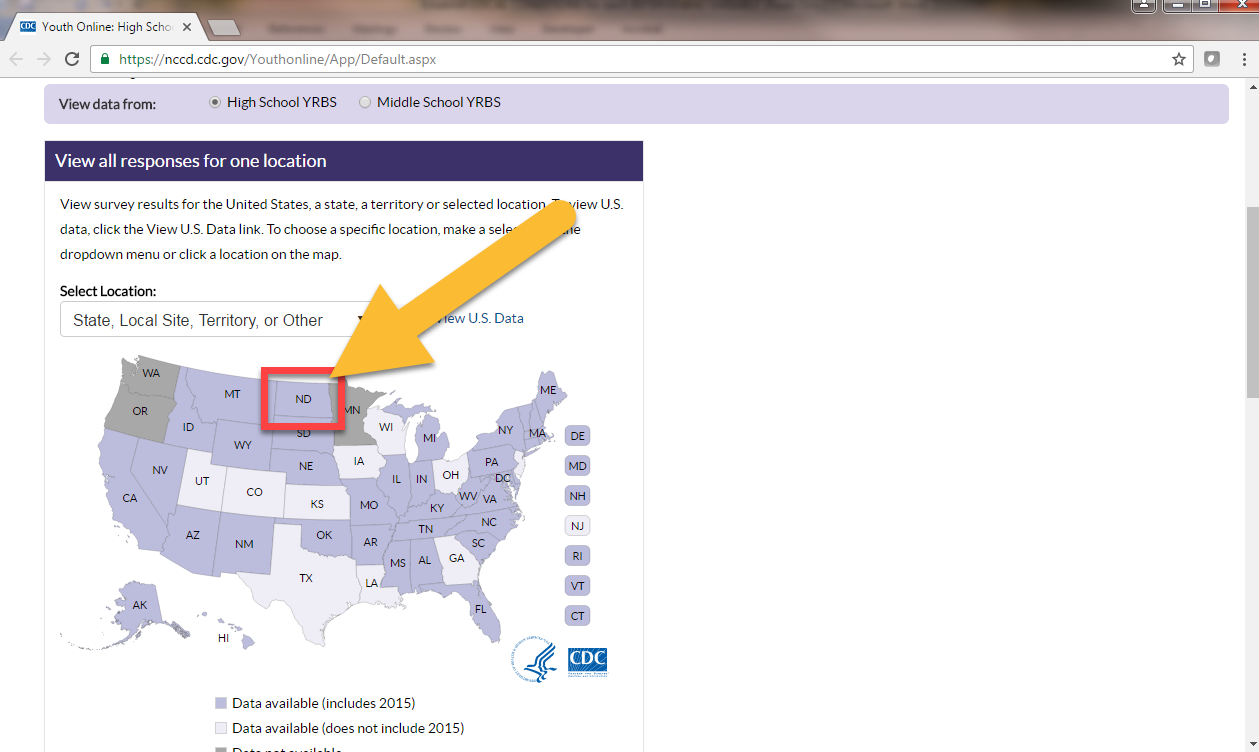 Youth Online: High Scho
https://nccd.cdc.gov/Youthonline/App/Default.aspx
View data from: High School YRBS Middle School YRBS
View all responses for one location
View survey results for the United States, a state, a territory or selected location. To view U.S.
data, click the View U.S. Data link. To choose a specific location, make a sele he
dropdown menu or click a location on the map.
Select Location:
State, Local Site, Territory, or Other View U.S. Data
WA
MT
ND
ME
OR
MN
ID
WI
NY
MA
SD
MI
DE
WY
IA
PA
MD
NE
NV
OH
DC
UT
IL
IN
CO
WV
VA
NH
CA
KS
MO
KY
NC
NJ
TN
AZ
OK
NM
AR
SC
RI
MS
AL
GA
TX
LA
VT
AK
FL
CT
HI
CDC
Data available (includes 2015)
Data available (does not include 2015)
Data not available